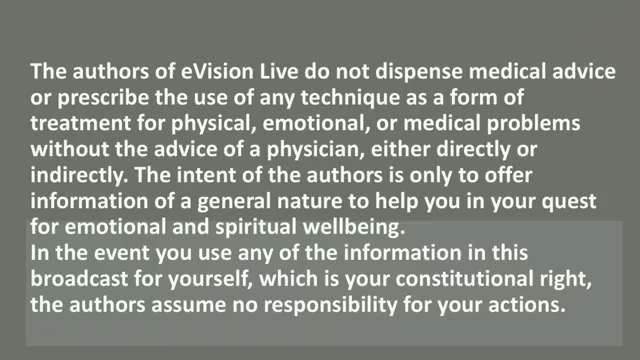 The authors of eVision Live do not dispense medical advice
or prescribe the use of any technique as a form of
treatment for physical, emotional, or medical problems
without the advice of a physician, either directly or
indirectly. The intent of the authors is only to offer
information of a general nature to help you in your quest
for emotional and spiritual wellbeing.
In the event you use any of the information in this
broadcast for yourself, which is your constitutional right,
the authors assume no responsibility for your actions.